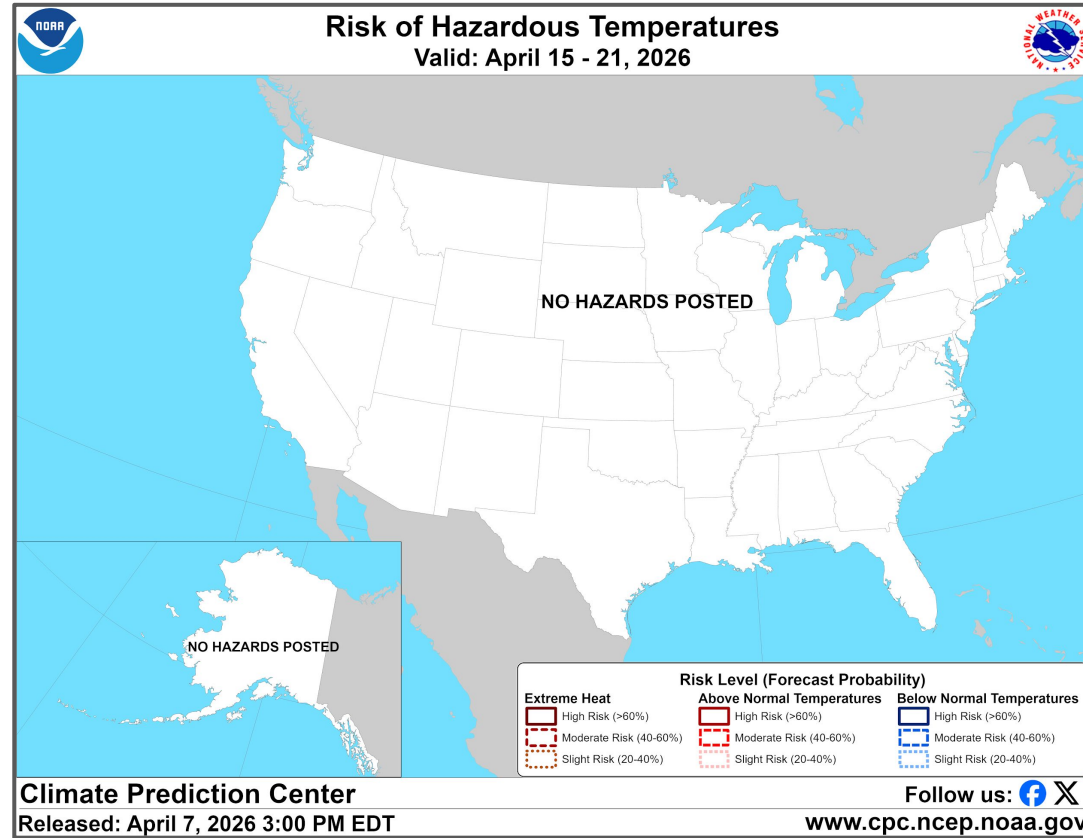 NOAA
Risk of Hazardous Temperatures
Valid: April 15 - 21, 2026
NATIONAL WEATHER SERVICE
NO HAZARDS POSTED
NO HAZARDS POSTED
Risk Level (Forecast Probability)
Extreme Heat
High Risk (>60%)
Moderate Risk (40-60%)
Slight Risk (20-40%)
Above Normal Temperatures
High Risk (>60%)
Moderate Risk (40-60%)
Slight Risk (20-40%)
Below Normal Temperatures
High Risk (>60%)
Moderate Risk (40-60%)
Slight Risk (20-40%)
Climate Prediction Center
Follow us:
Released: April 7, 2026 3:00 PM EDT
www.cpc.ncep.noaa.gov